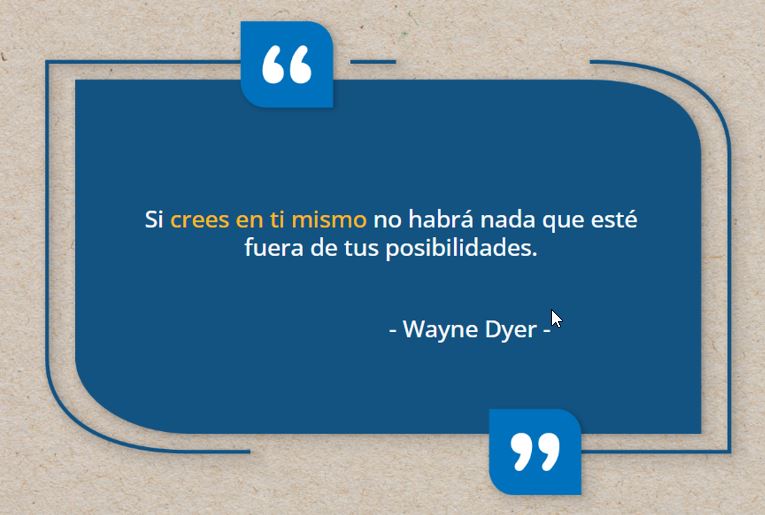 “
Si crees en ti mismo no habrá nada que esté
fuera de tus posibilidades.
- Wayne Dyer -
”